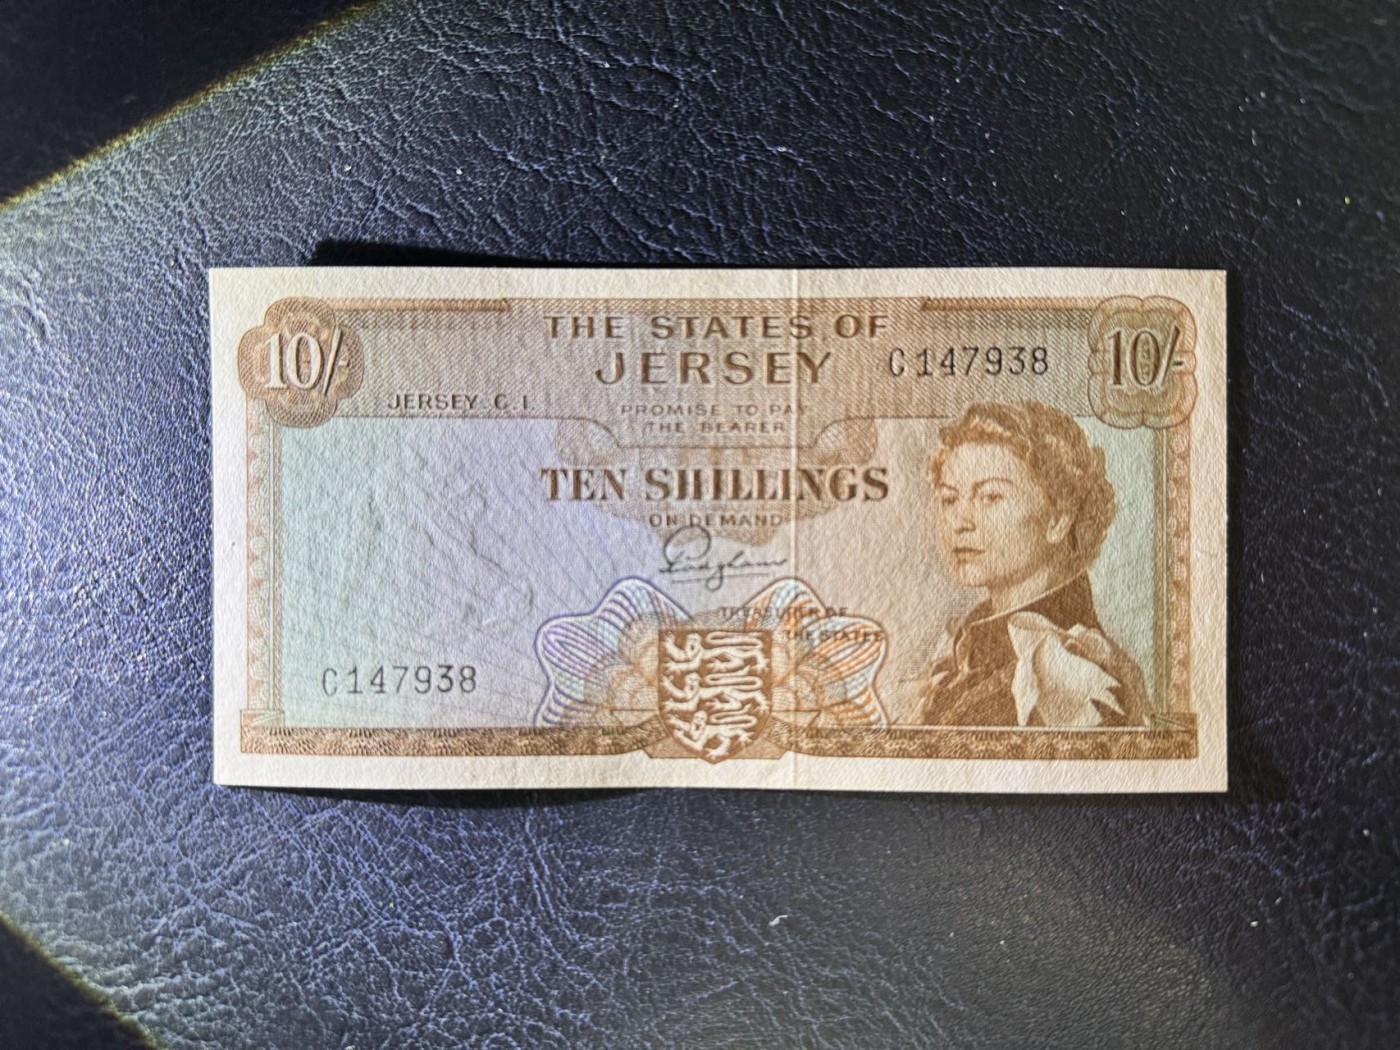 THE STATES OF
10/- JERSEY C147938 10/-
JERSEY C.I.
PROMISE TO PAY
THE BEARER
TEN SHILLINGS
ON DEMAND
Padgham
TREASURER OF
THE STATES
C147938